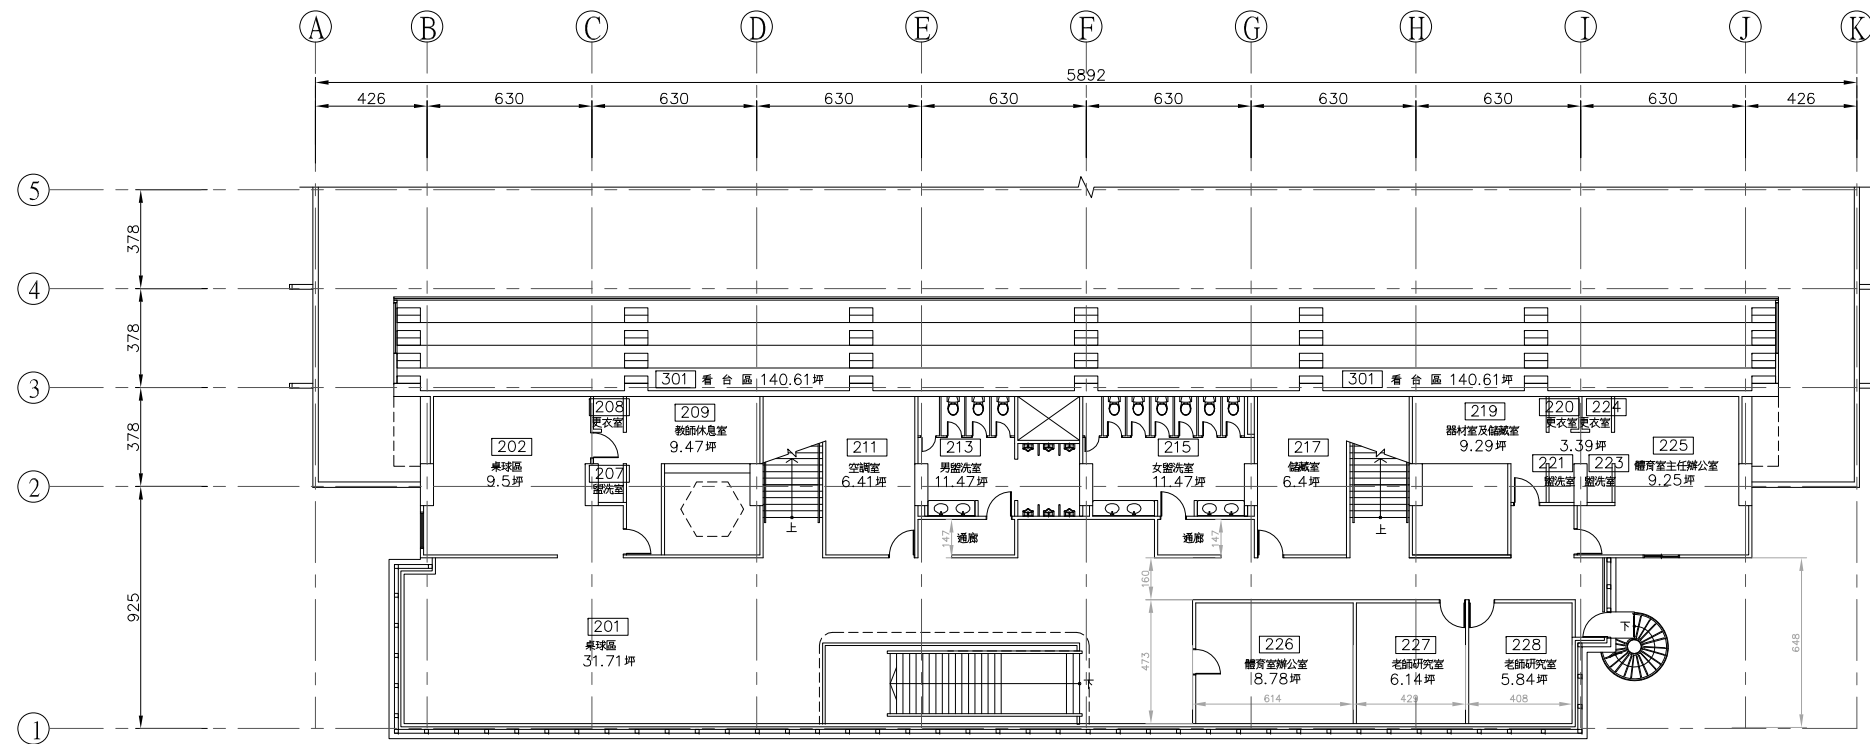 A B C D E F G H I J K
5892
426 630 630 630 630 630 630 630 630 426
5
378
4
378
3
378
2
925
1
301 看台區 140.61坪
301 看台區 140.61坪
202
桌球區
9.5坪
208
更衣室
207
盥洗室
209
教師休息室
9.47坪
上
211
空調室
6.41坪
213
男盥洗室
11.47坪
通廊
147
215
女盥洗室
11.47坪
通廊
147
217
儲藏室
6.4坪
上
219
器材室及儲藏室
9.29坪
220
更衣室
224
更衣室
3.39坪
221
盥洗室
223
盥洗室
225
體育室主任辦公室
9.25坪
201
桌球區
31.71坪
下
160
473
226
體育室辦公室
8.78坪
614
227
老師研究室
6.14坪
429
228
老師研究室
5.84坪
408
下
648